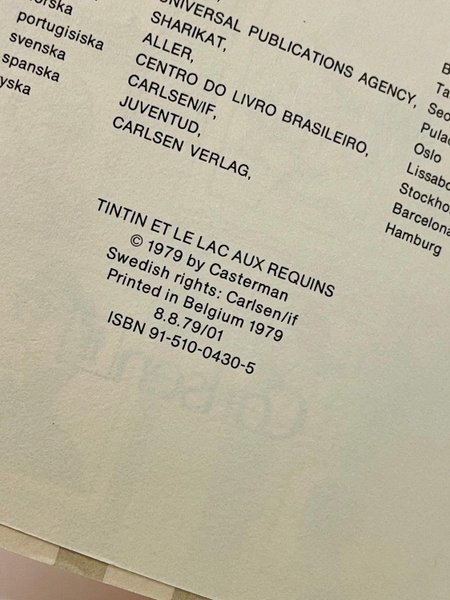 portugisiska
svenska
spanska
UNIVERSAL PUBLICATIONS AGENCY,
SHARIKAT,
ALLER,
CENTRO DO LIVRO BRASILEIRO,
CARLSEN/IF,
JUVENTUD,
CARLSEN VERLAG,
Oslo
Barcelona
Hamburg
TINTIN ET LE LAC AUX REQUINS
© 1979 by Casterman
Swedish rights: Carlsen/if
Printed in Belgium 1979
8.8.79/01
ISBN 91-510-0430-5